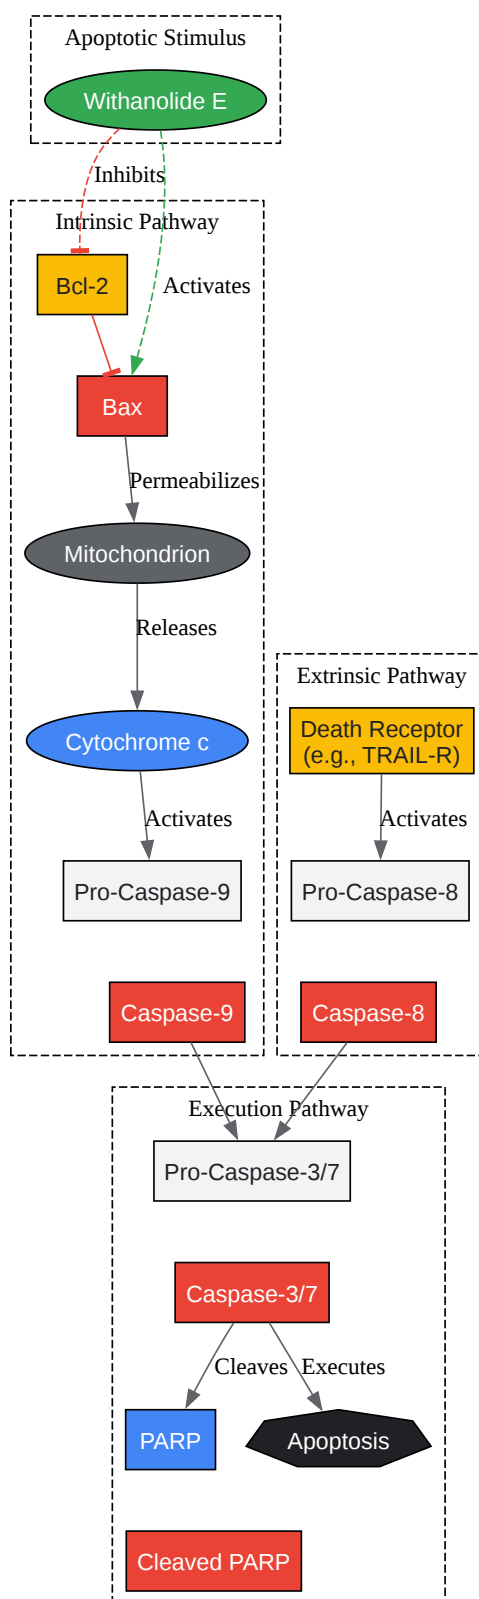 Apoptotic Stimulus
Withanolide E
Inhibits
Intrinsic Pathway
Bcl-2
Activates
Bax
Permeabilizes
Mitochondrion
Releases
Extrinsic Pathway
Death Receptor
(e.g., TRAIL-R)
Cytochrome c
Activates
Activates
Pro-Caspase-9
Pro-Caspase-8
Caspase-9
Caspase-8
Execution Pathway
Pro-Caspase-3/7
Caspase-3/7
Cleaves
Executes
PARP
Apoptosis
Cleaved PARP